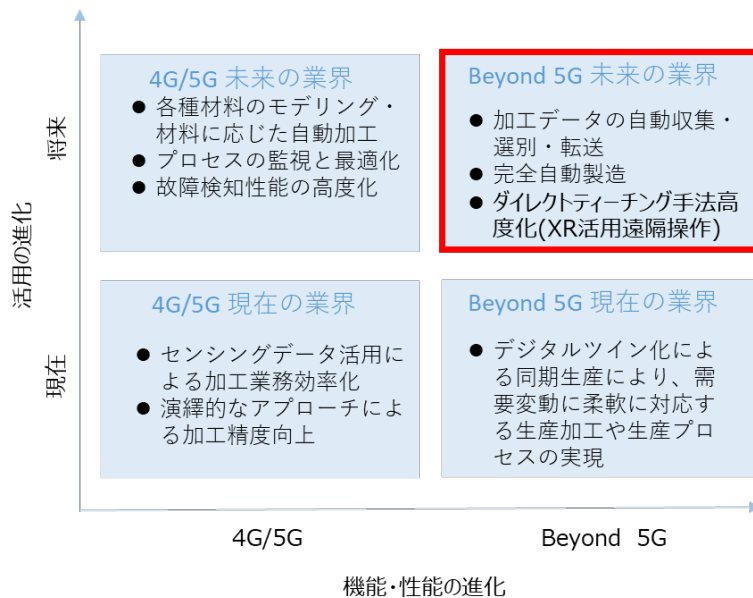 4G/5G 未来の業界
● 各種材料のモデリング・
材料に応じた自動加工
● プロセスの監視と最適化
● 故障検知性能の高度化
Beyond 5G 未来の業界
● 加工データの自動収集・
選別・転送
● 完全自動製造
● ダイレクトティーチング手法高
度化(XR活用遠隔操作)
将来
活用の進化
現在
4G/5G 現在の業界
● センシングデータ活用に
よる加工業務効率化
● 演繹的なアプローチによ
る加工精度向上
Beyond 5G 現在の業界
● デジタルツイン化によ
る同期生産により、需
要変動に柔軟に対応す
る生産加工や生産プロ
セスの実現
4G/5G
Beyond 5G
機能・性能の進化